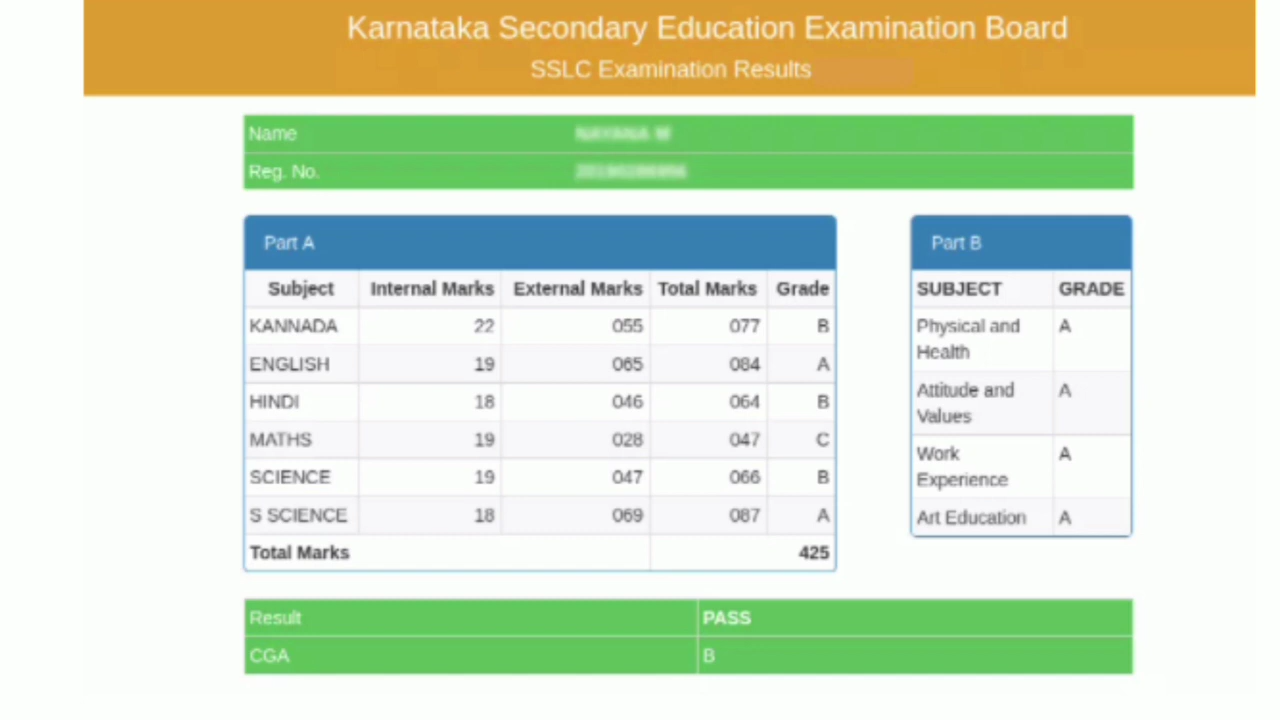 Karnataka Secondary Education Examination Board
SSLC Examination Results
Name
Reg. No.
Part A
Subject Internal Marks External Marks Total Marks Grade
KANNADA 22 055 077 B
ENGLISH 19 065 084 A
HINDI 18 046 064 B
MATHS 19 028 047 C
SCIENCE 19 047 066 B
S SCIENCE 18 069 087 A
Total Marks 425
Part B
SUBJECT GRADE
Physical and A
Health
Attitude and A
Values
Work A
Experience
Art Education A
Result PASS
CGA B